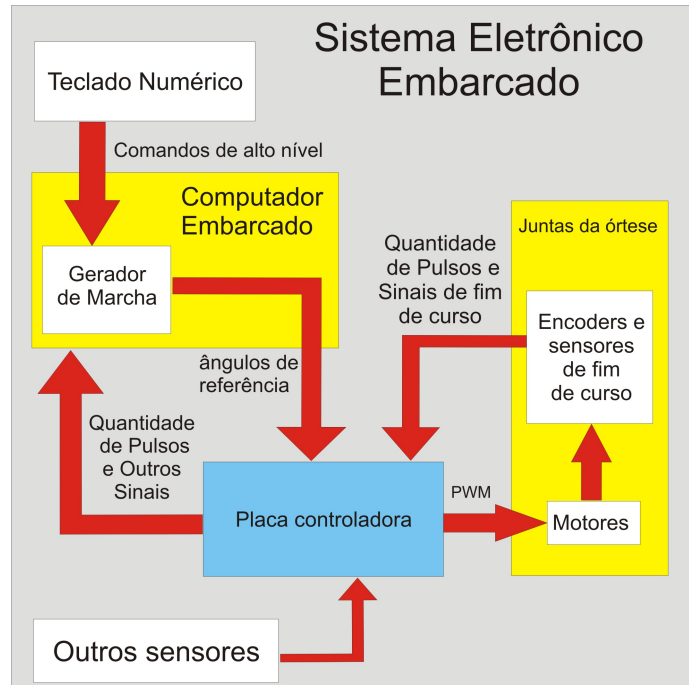 Sistema Eletrônico
Embarcado
Teclado Numérico
Comandos de alto nível
Computador
Embarcado
Gerador
de Marcha
ângulos de
referência
Quantidade
de Pulsos
e Outros
Sinais
Quantidade
de Pulsos e
Sinais de fim
de curso
Juntas da órtese
Encoders e
sensores
de fim
de curso
Placa controladora
PWM
Motores
Outros sensores